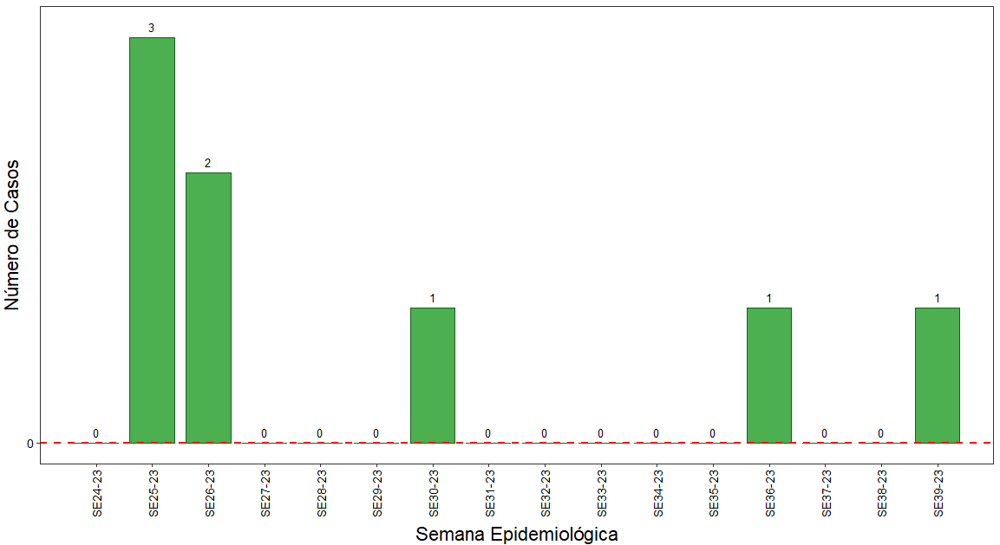 Número de Casos
3
2
1
1
1
0
0
0
0
0
0
0
0
0
0
0
0
SE24-23
SE25-23
SE26-23
SE27-23
SE28-23
SE29-23
SE30-23
SE31-23
SE32-23
SE33-23
SE34-23
SE35-23
SE36-23
SE37-23
SE38-23
SE39-23
Semana Epidemiológica